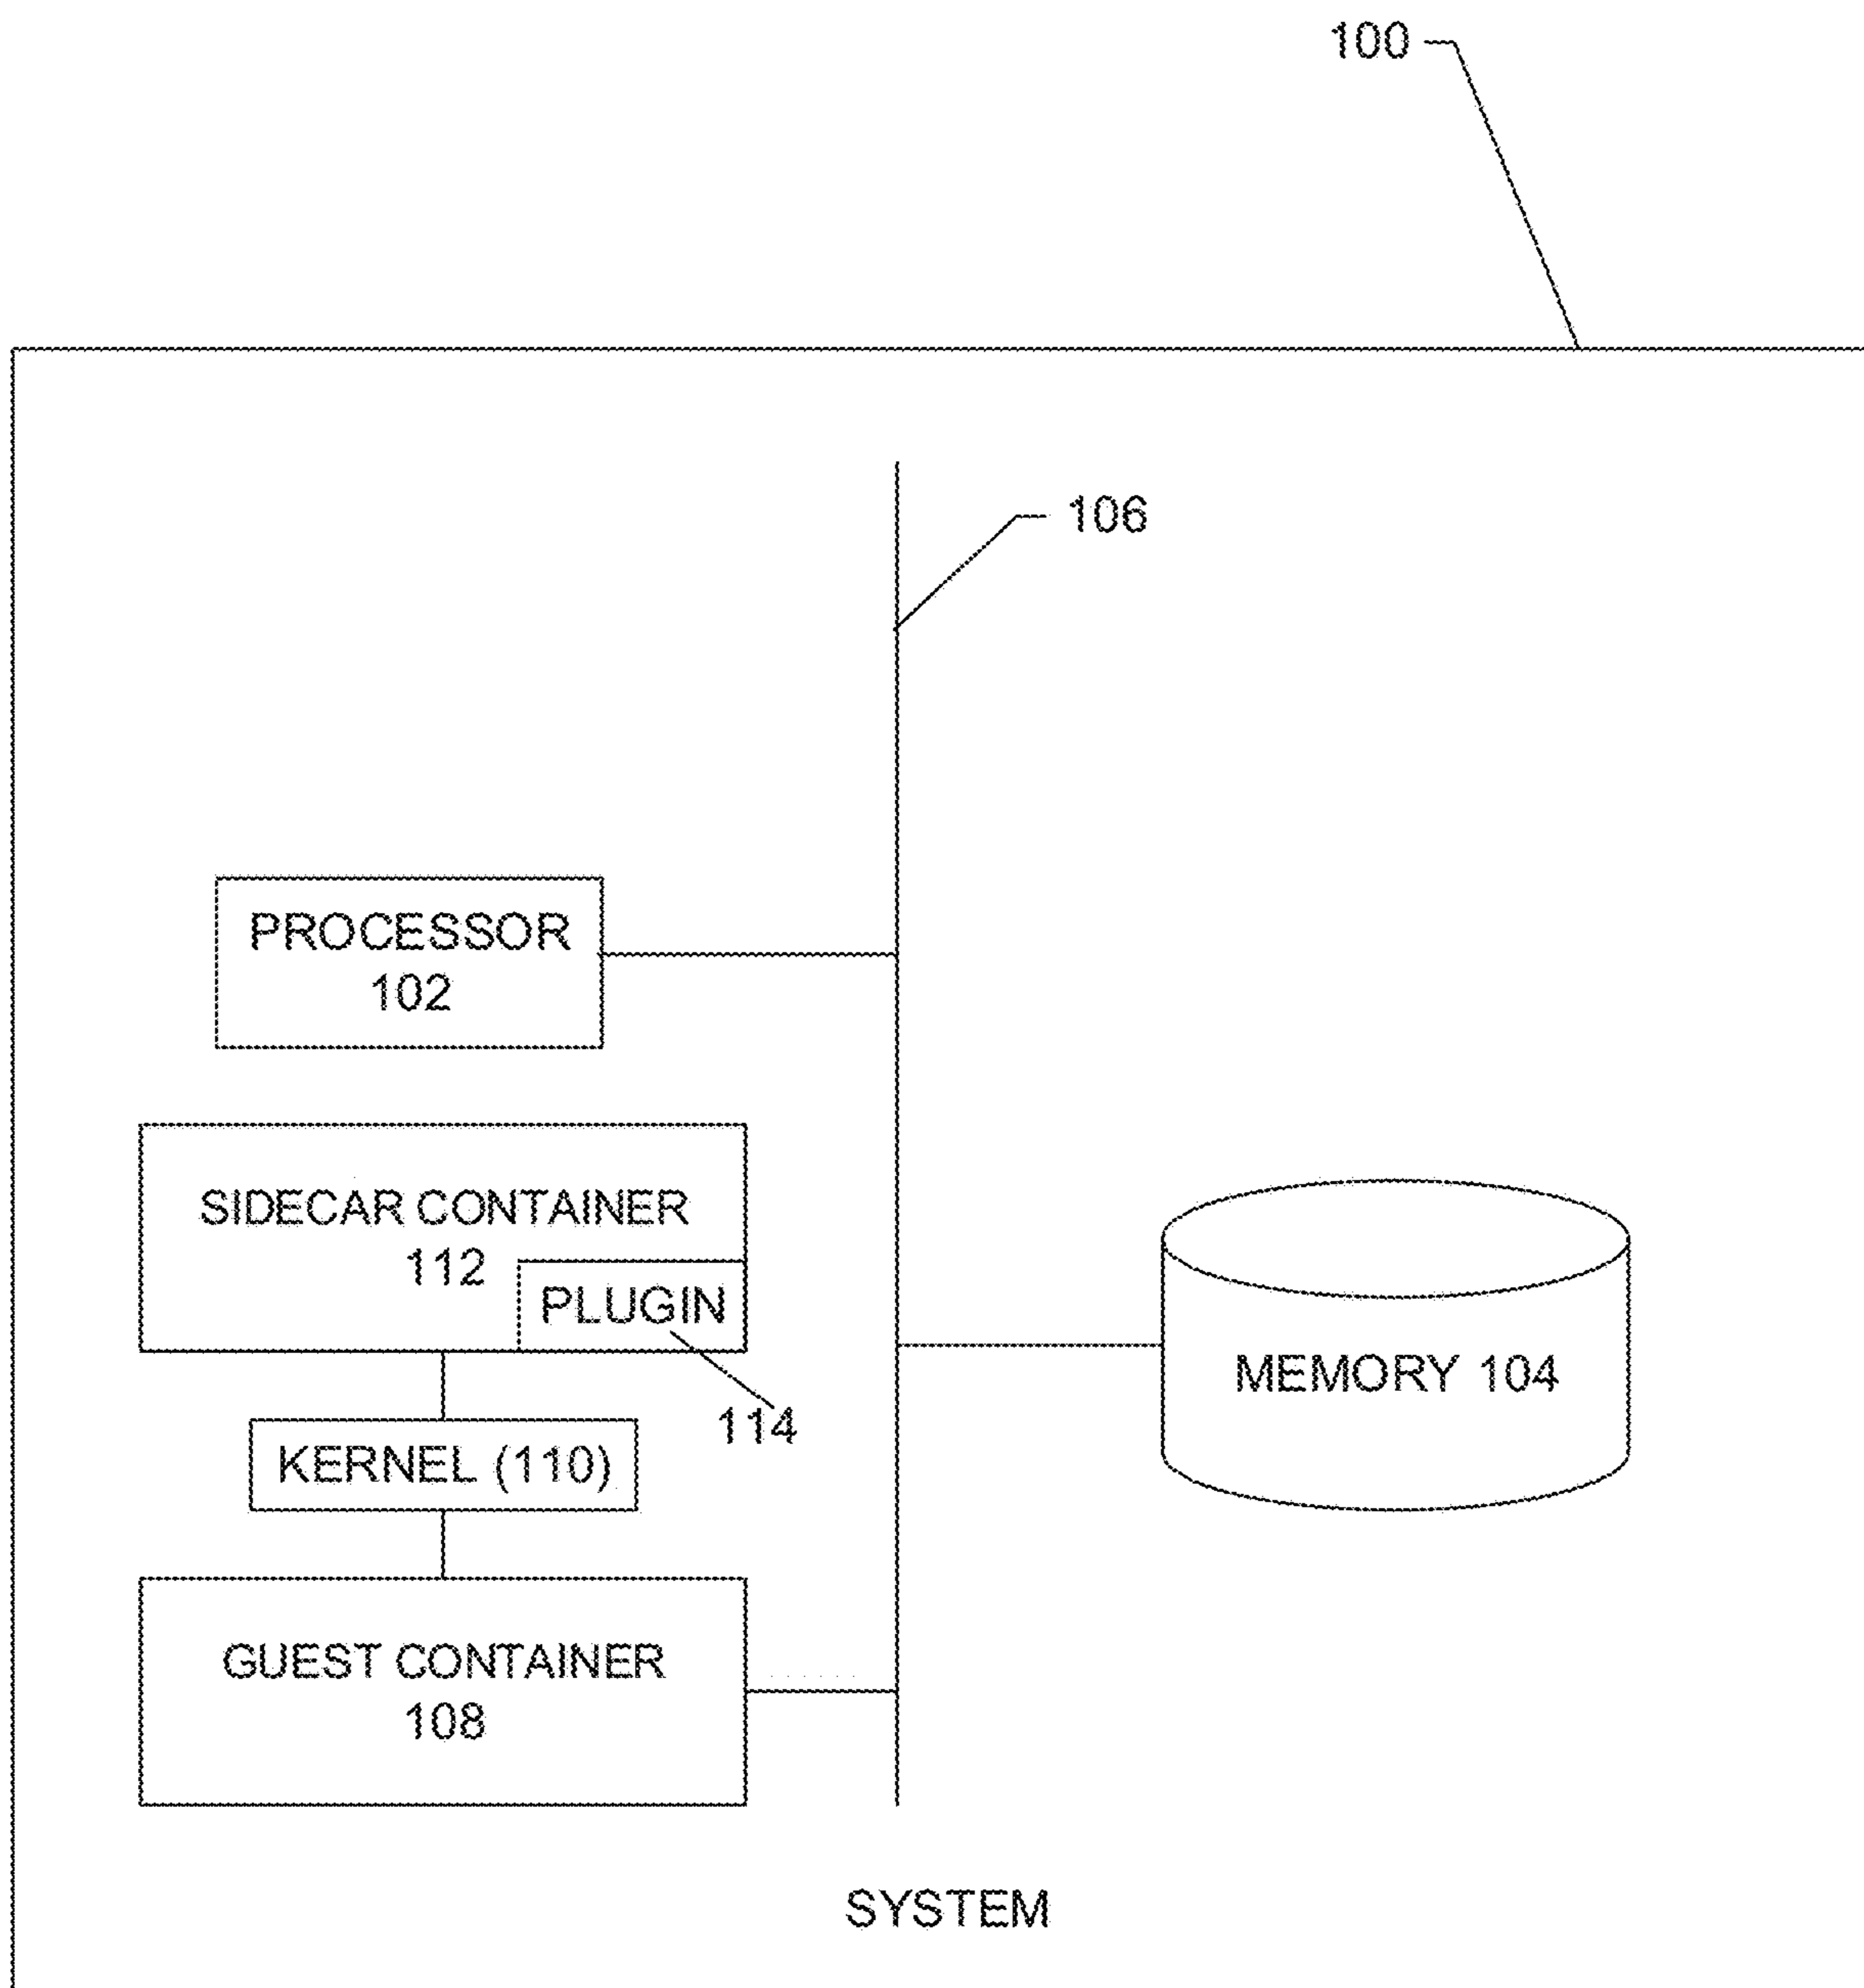 100
106
PROCESSOR
102
SIDECAR CONTAINER
112
PLUGIN
114
MEMORY 104
KERNEL (110)
GUEST CONTAINER
108
SYSTEM